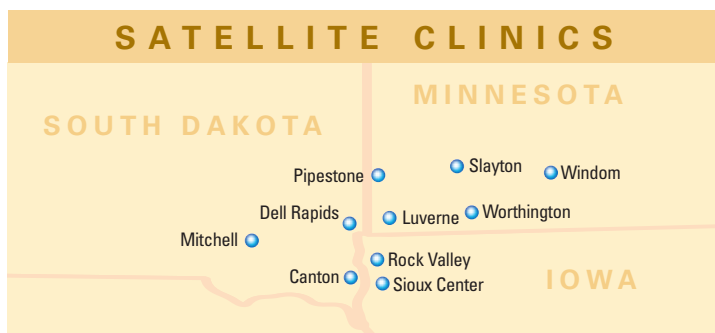 SATELLITE CLINICS
MINNESOTA
SOUTH DAKOTA
Slayton
Pipestone
Windom
Dell Rapids
Luverne
Worthington
Mitchell
Rock Valley
Canton
Sioux Center
IOWA